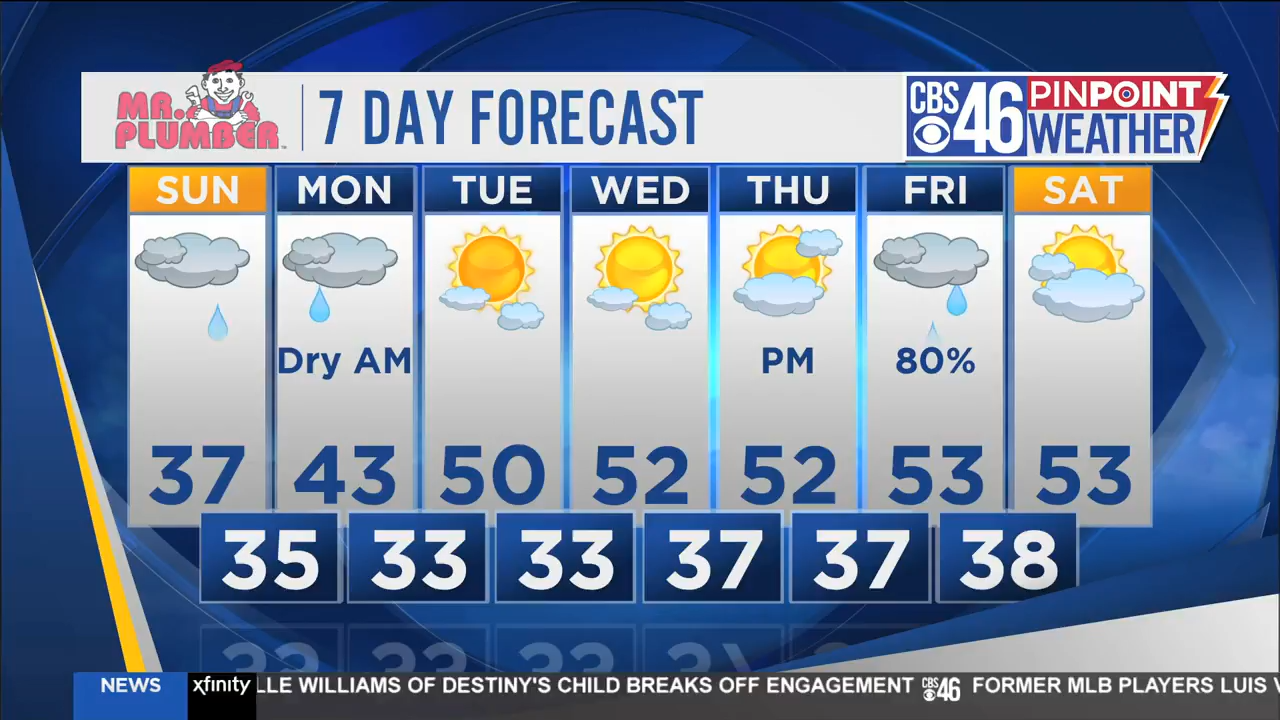 MR. PLUMBER™
7 DAY FORECAST
CBS 46 PINPOINT WEATHER
SUN MON TUE WED THU FRI SAT
Dry AM PM 80%
37 43 50 52 52 53 53
35 33 33 37 37 38
NEWS xfinity LLE WILLIAMS OF DESTINY'S CHILD BREAKS OFF ENGAGEMENT CBS 46 FORMER MLB PLAYERS LUIS